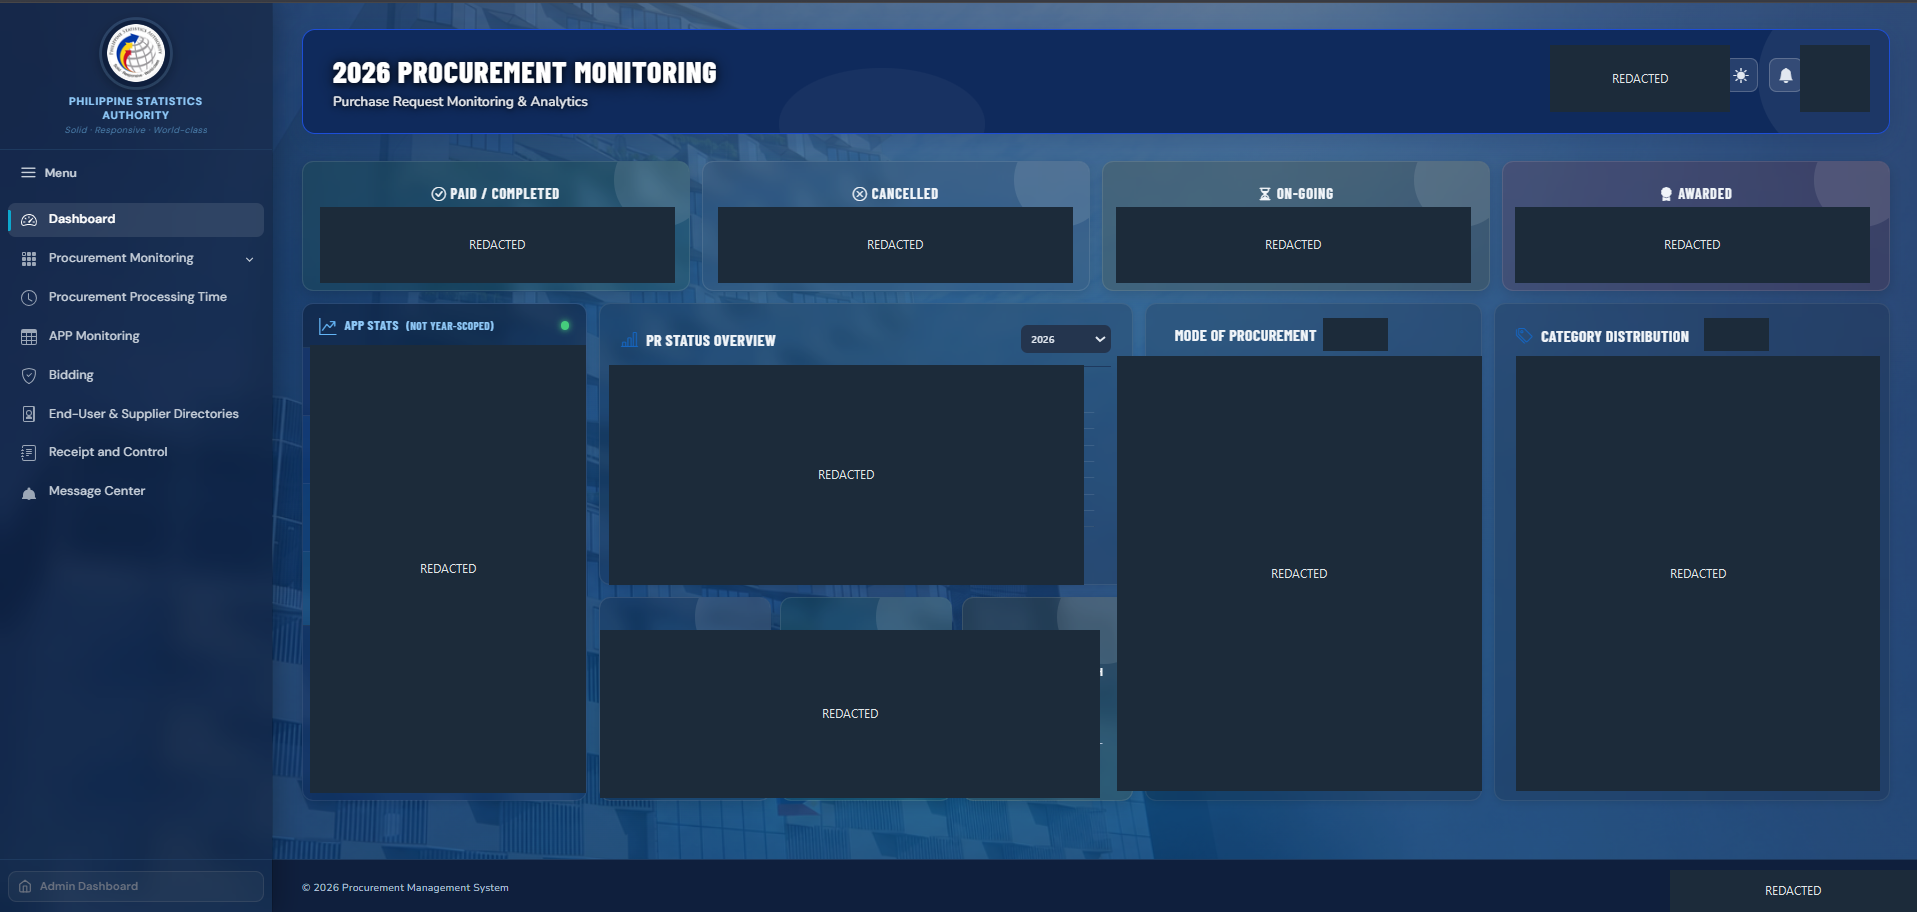 PHILIPPINE STATISTICS
AUTHORITY
Solid · Responsive · World-class
Menu
Dashboard
Procurement Monitoring
Procurement Processing Time
APP Monitoring
Bidding
End-User & Supplier Directories
Receipt and Control
Message Center
Admin Dashboard
2026 PROCUREMENT MONITORING
Purchase Request Monitoring & Analytics
REDACTED
PAID / COMPLETED
REDACTED
CANCELLED
REDACTED
ON-GOING
REDACTED
AWARDED
REDACTED
APP STATS (NOT YEAR-SCOPED)
REDACTED
PR STATUS OVERVIEW
2026
REDACTED
REDACTED
MODE OF PROCUREMENT
REDACTED
CATEGORY DISTRIBUTION
REDACTED
© 2026 Procurement Management System
REDACTED